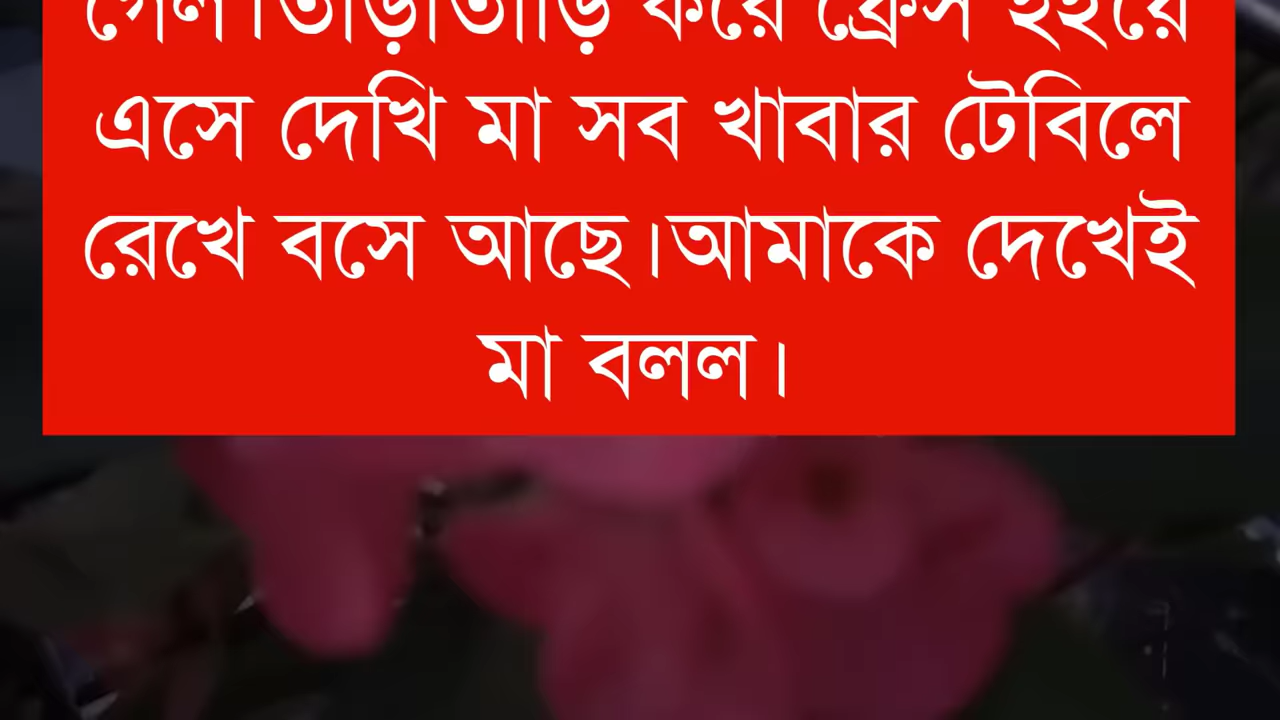 গেল।তাড়াতাড়ি করে ফ্রেস হইয়ে
এসে দেখি মা সব খাবার টেবিলে
রেখে বসে আছে।আমাকে দেখেই
মা বলল।